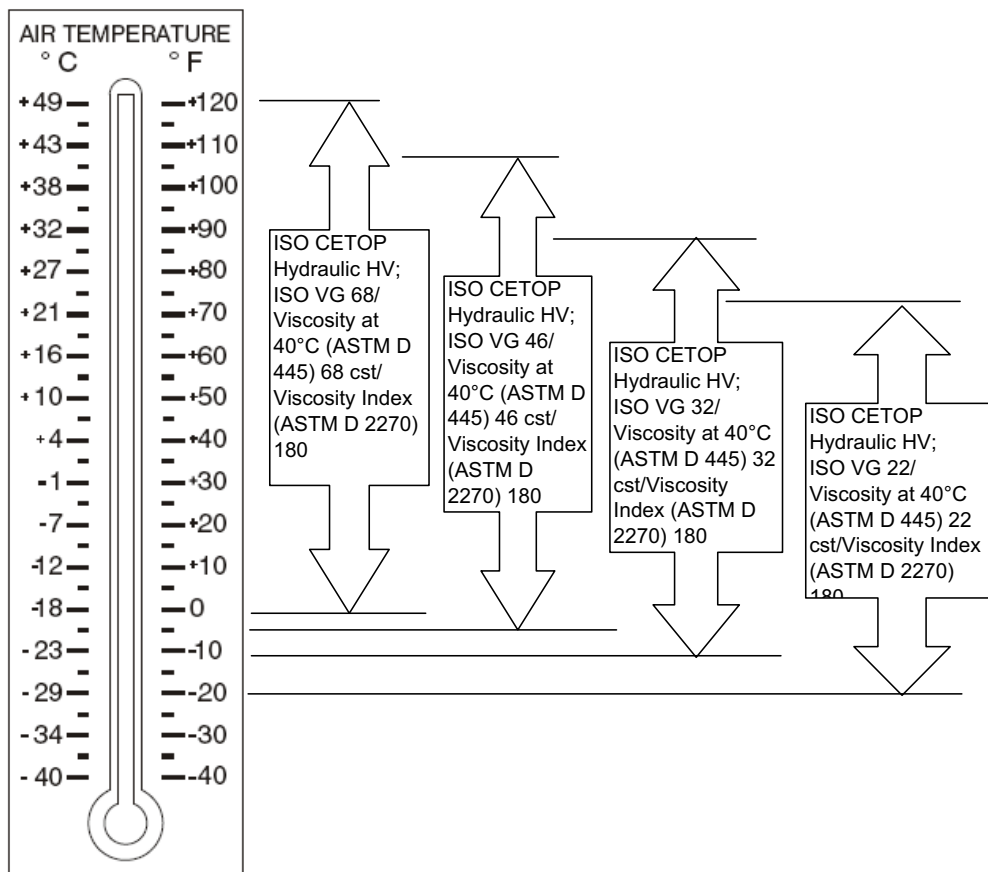 AIR TEMPERATURE
° C ° F
+49 +120
+43 +110
+38 +100
+32 +90
+27 +80
+21 +70
+16 +60
+10 +50
+4 +40
-1 +30
-7 +20
-12 +10
-18 0
-23 -10
-29 -20
-34 -30
-40 -40
ISO CETOP
Hydraulic HV;
ISO VG 68/
Viscosity at
40°C (ASTM D
445) 68 cst/
Viscosity Index
(ASTM D 2270)
180
ISO CETOP
Hydraulic HV;
ISO VG 46/
Viscosity at
40°C (ASTM D
445) 46 cst/
Viscosity Index
(ASTM D
2270) 180
ISO CETOP
Hydraulic HV;
ISO VG 32/
Viscosity at 40°C
(ASTM D 445) 32
cst/Viscosity
Index (ASTM D
2270) 180
ISO CETOP
Hydraulic HV;
ISO VG 22/
Viscosity at 40°C
(ASTM D 445) 22
cst/Viscosity Index
(ASTM D 2270)
180